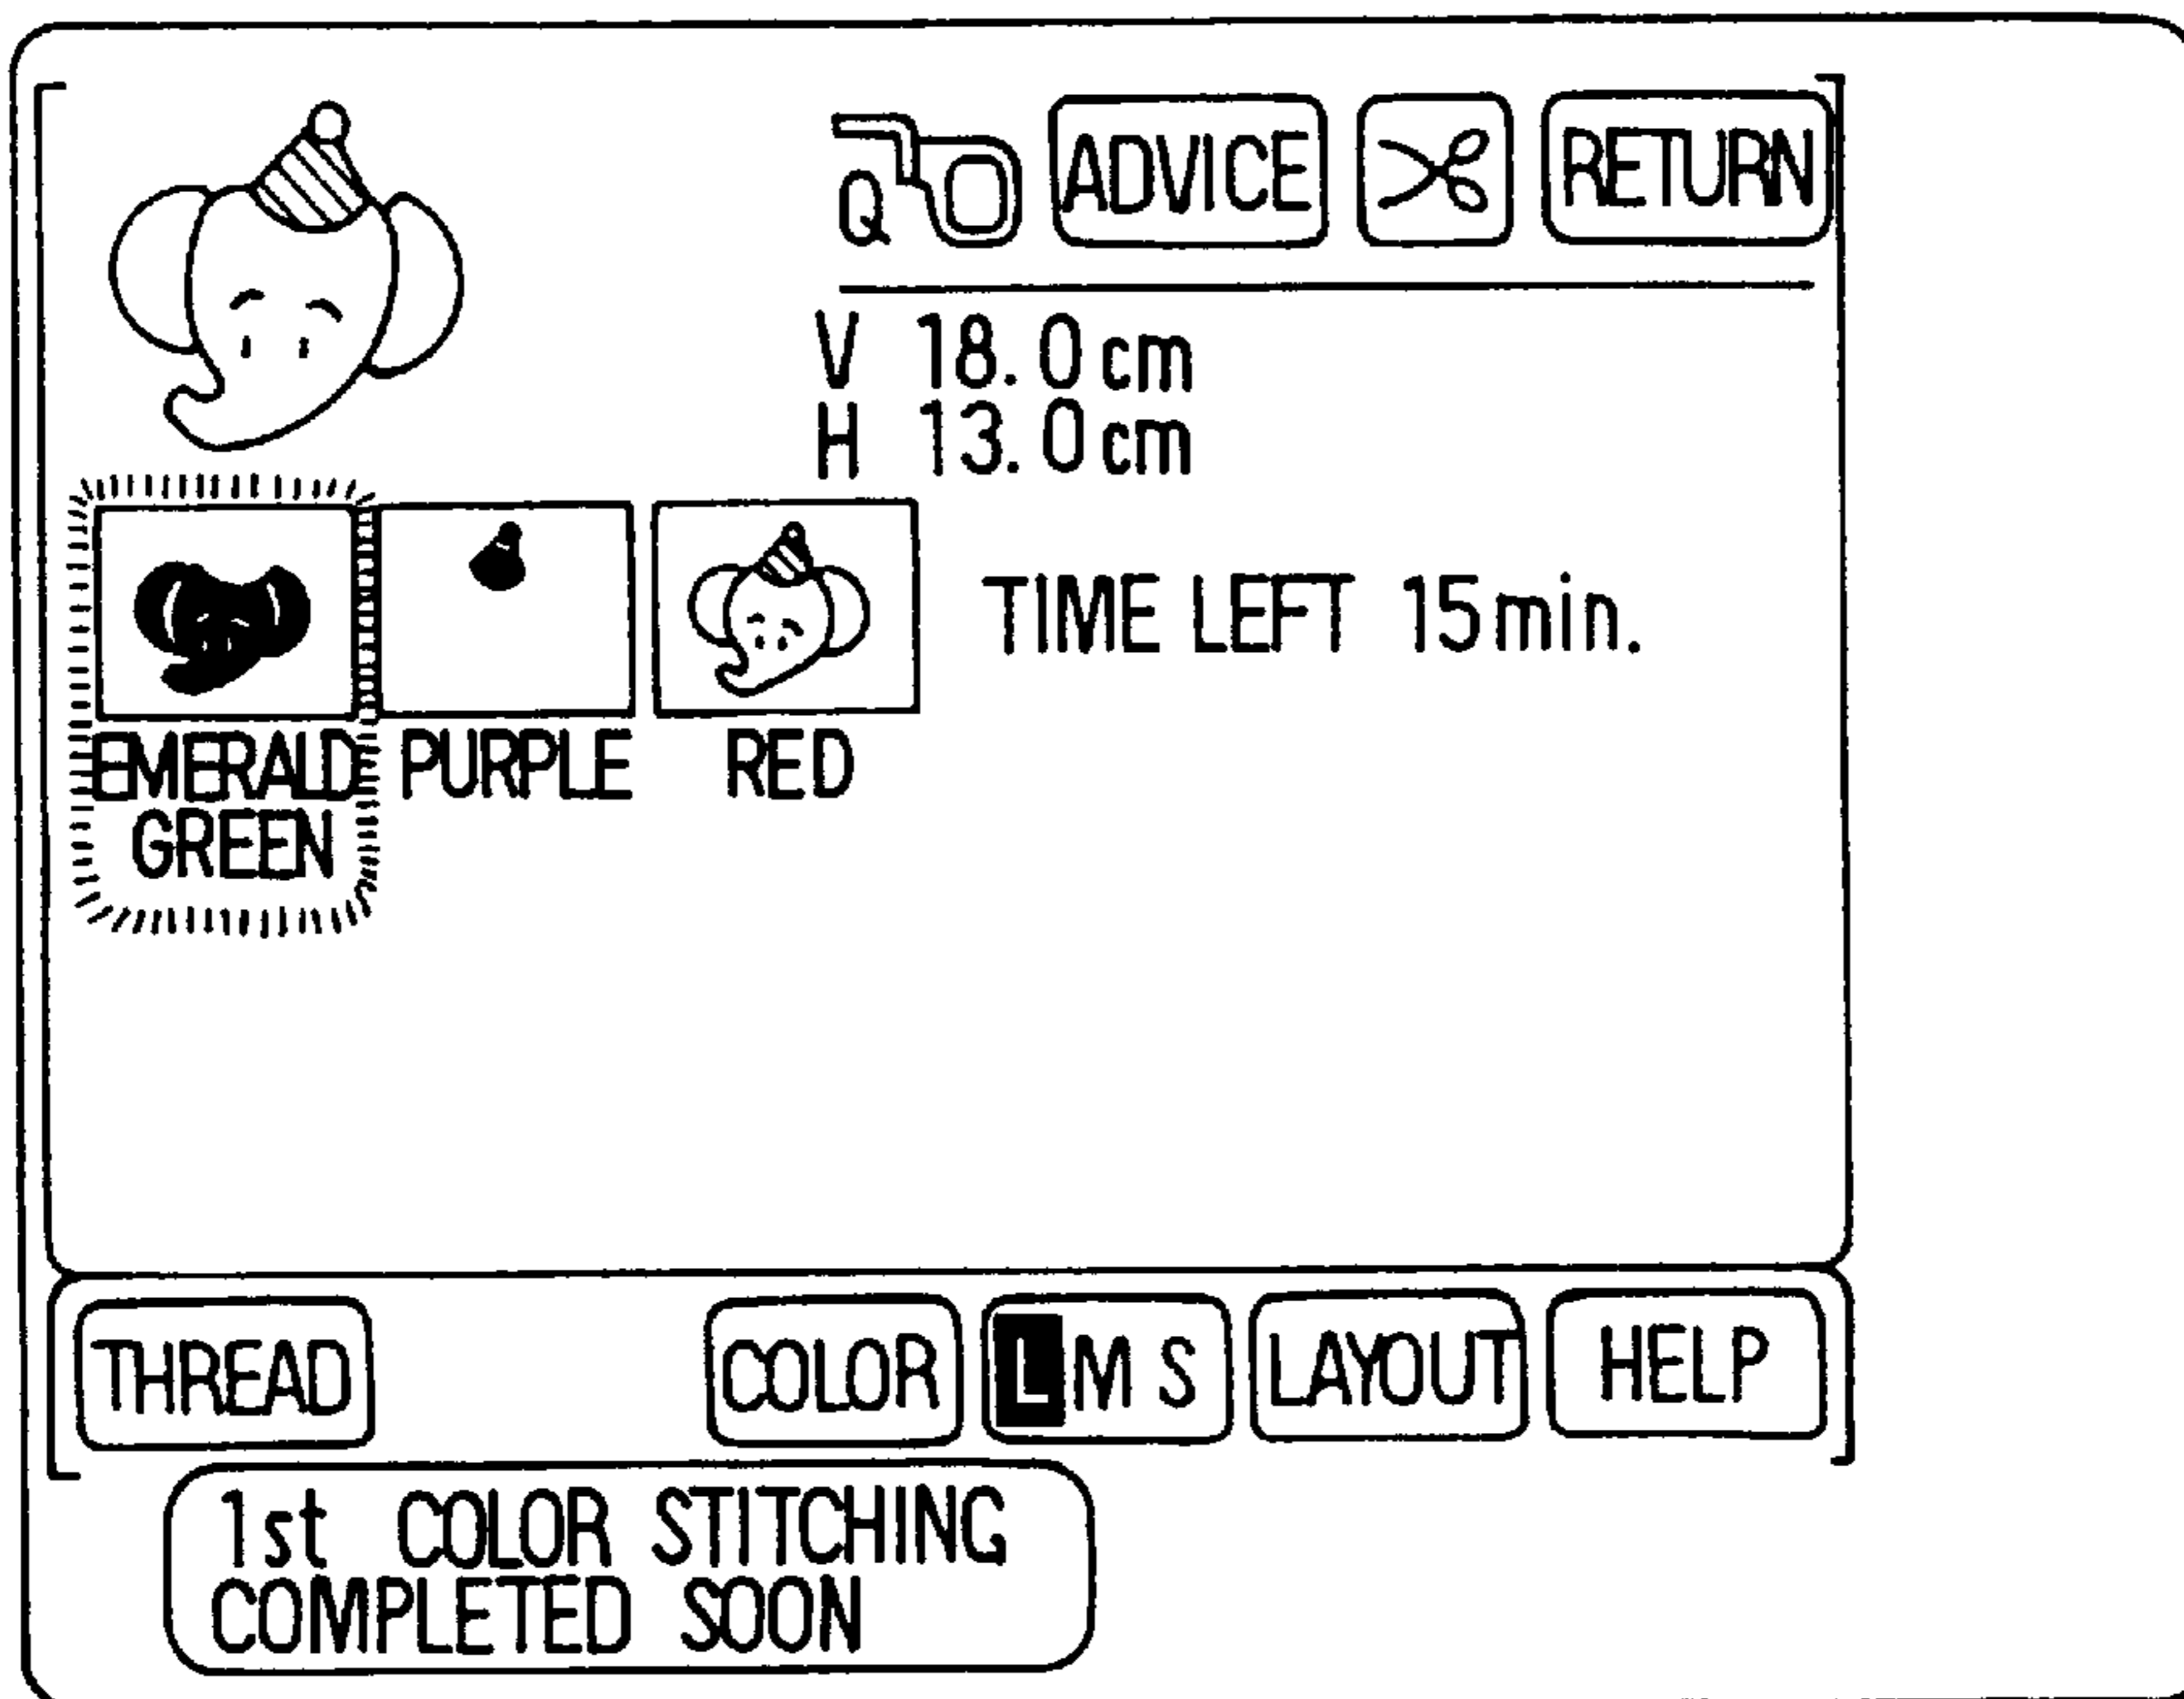 Q
ADVICE
RETURN
V 18.0 cm
H 13.0 cm
TIME LEFT 15 min.
EMERALD
GREEN
PURPLE
RED
THREAD
COLOR
L M S
LAYOUT
HELP
1st COLOR STITCHING
COMPLETED SOON